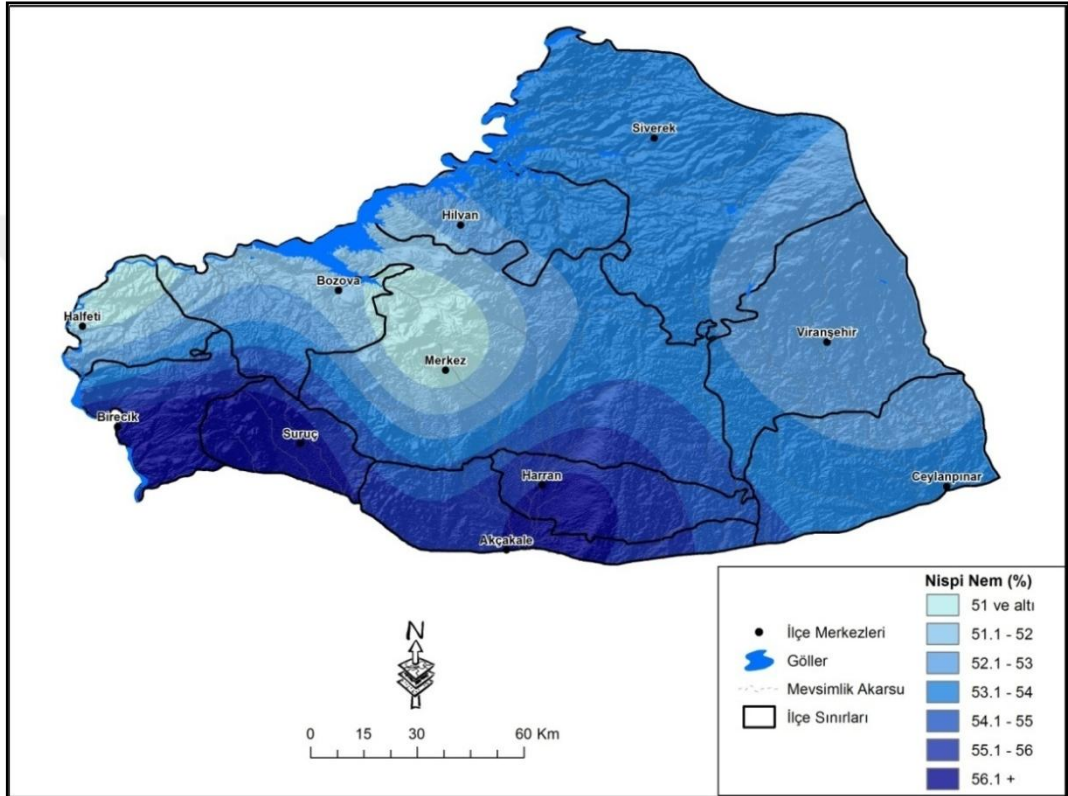 Siverek
Hilvan
Bozova
Halfeti
Viranşehir
Merkez
Birecik
Suruç
Harran
Ceylanpınar
Akçakale
N
0 15 30 60 Km
İlçe Merkezleri
Göller
Mevsimlik Akarsu
İlçe Sınırları
Nispi Nem (%)
51 ve altı
51.1 - 52
52.1 - 53
53.1 - 54
54.1 - 55
55.1 - 56
56.1 +